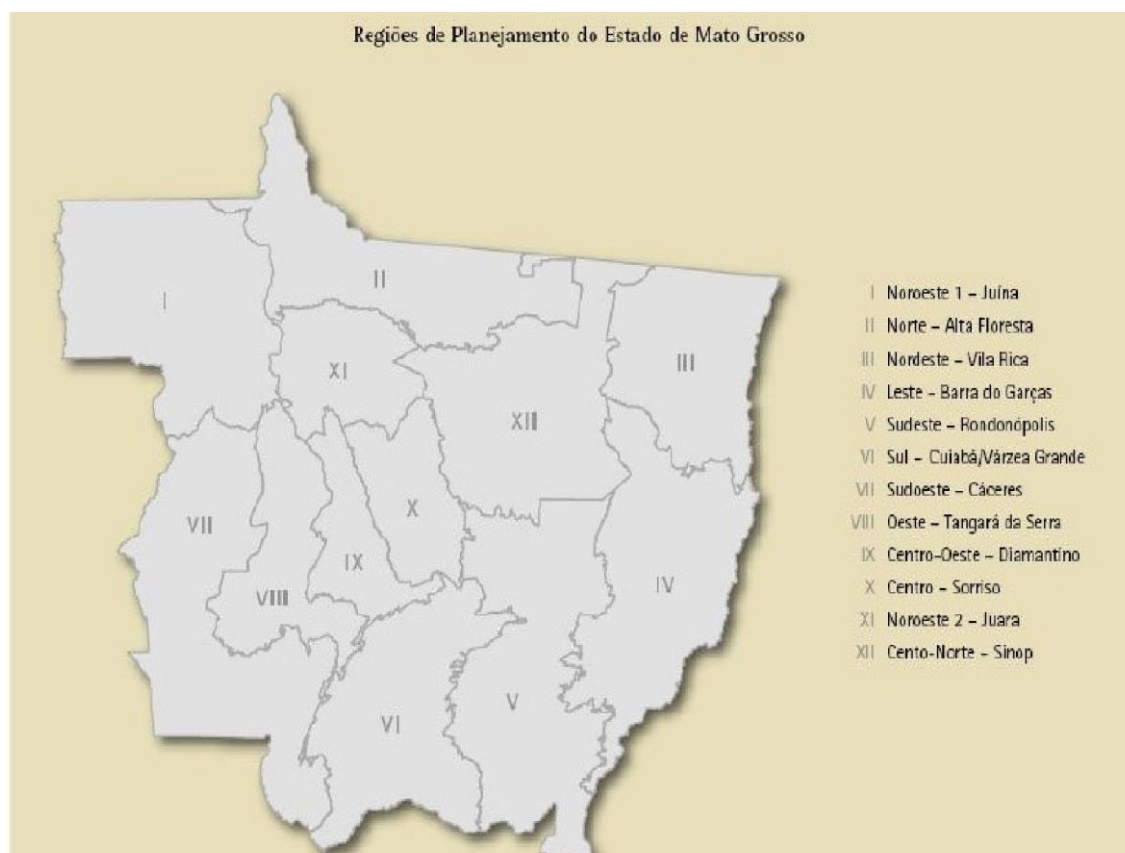 Regiões de Planejamento do Estado de Mato Grosso
II
I
III
XI
XII
X
VII
IX
IV
VIII
V
VI
I Noroeste 1 – Juína
II Norte – Alta Floresta
III Nordeste – Vila Rica
IV Leste – Barra do Garças
V Sudeste – Rondonópolis
VI Sul – Cuiabá/Várzea Grande
VII Sudoeste – Cáceres
VIII Oeste – Tangará da Serra
IX Centro-Oeste – Diamantino
X Centro – Sorriso
XI Noroeste 2 – Juara
XII Cento-Norte – Sinop